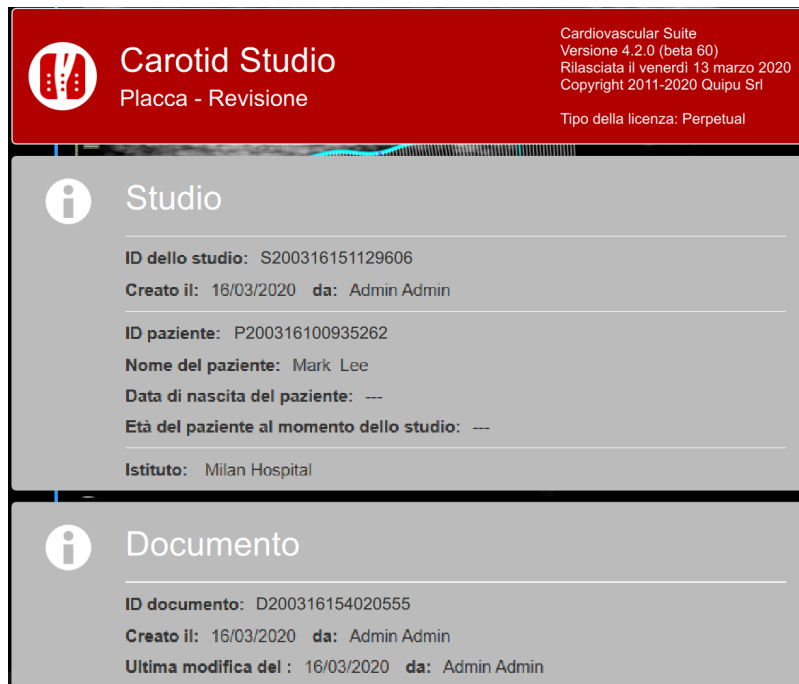 Carotid Studio
Placca - Revisione
Cardiovascular Suite
Versione 4.2.0 (beta 60)
Rilasciata il venerdì 13 marzo 2020
Copyright 2011-2020 Quipu Srl
Tipo della licenza: Perpetual
Studio
ID dello studio: S200316151129606
Creato il: 16/03/2020 da: Admin Admin
ID paziente: P200316100935262
Nome del paziente: Mark Lee
Data di nascita del paziente: ---
Età del paziente al momento dello studio: ---
Istituto: Milan Hospital
Documento
ID documento: D200316154020555
Creato il: 16/03/2020 da: Admin Admin
Ultima modifica del : 16/03/2020 da: Admin Admin